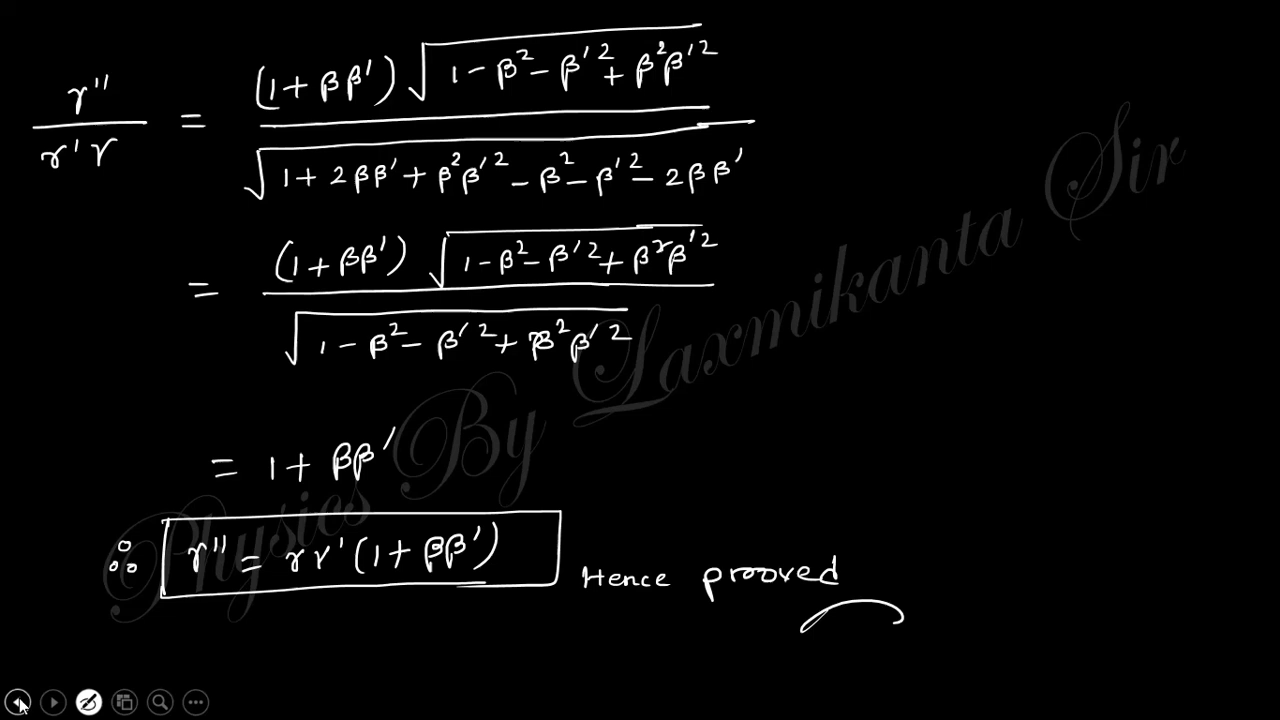 γ'' / γ'γ = (1 + ββ') √(1 - β² - β'² + β²β'²) / √(1 + 2ββ' + β²β'² - β² - β'² - 2ββ')
= (1 + ββ') √(1 - β² - β'² + β²β'²) / √(1 - β² - β'² + β²β'²)
= 1 + ββ'
∴ γ'' = γγ'(1 + ββ') Hence prooved
Physics By Laxmikanta Sir